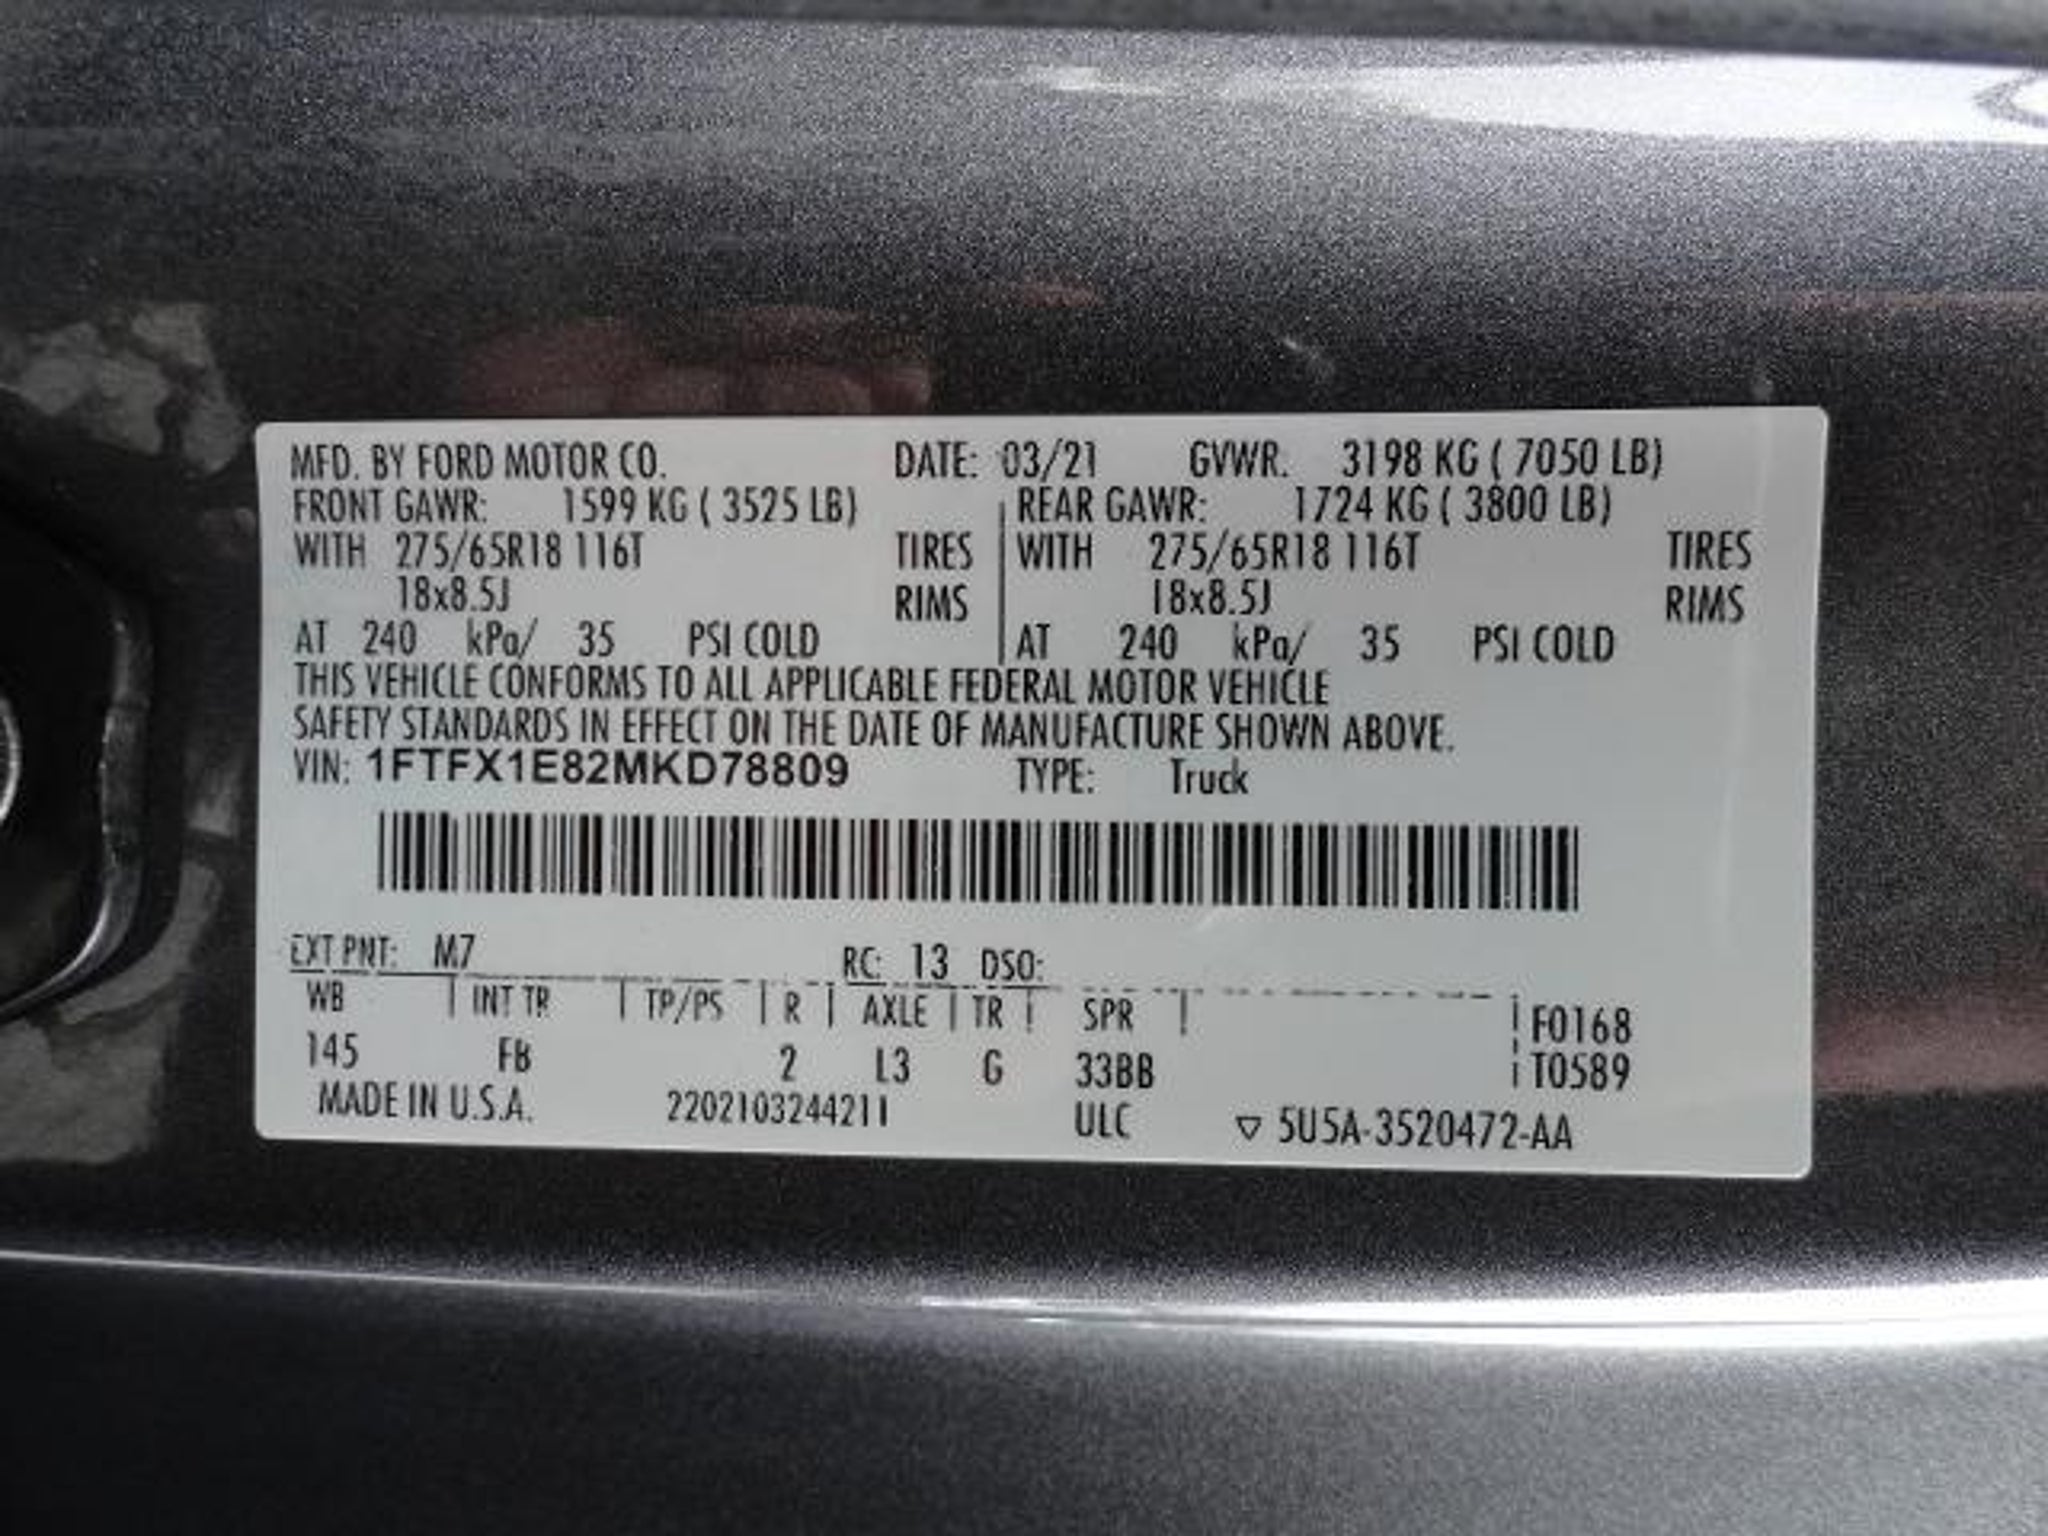 MFD. BY FORD MOTOR CO. DATE: 03/21 GVWR. 3198 KG ( 7050 LB)
FRONT GAWR: 1599 KG ( 3525 LB) REAR GAWR: 1724 KG ( 3800 LB)
WITH 275/65R18 116T TIRES WITH 275/65R18 116T TIRES
18x8.5J RIMS 18x8.5J RIMS
AT 240 kPa/ 35 PSI COLD AT 240 kPa/ 35 PSI COLD
THIS VEHICLE CONFORMS TO ALL APPLICABLE FEDERAL MOTOR VEHICLE
SAFETY STANDARDS IN EFFECT ON THE DATE OF MANUFACTURE SHOWN ABOVE.
VIN: 1FTFX1E82MKD78809 TYPE: Truck
EXT PNT: M7 RC: 13 DSO:
WB INT TR TP/PS R AXLE TR SPR F0168
145 FB 2 L3 G 33BB T0589
MADE IN U.S.A. 2202103244211 ULC ▽ 5U5A-3520472-AA